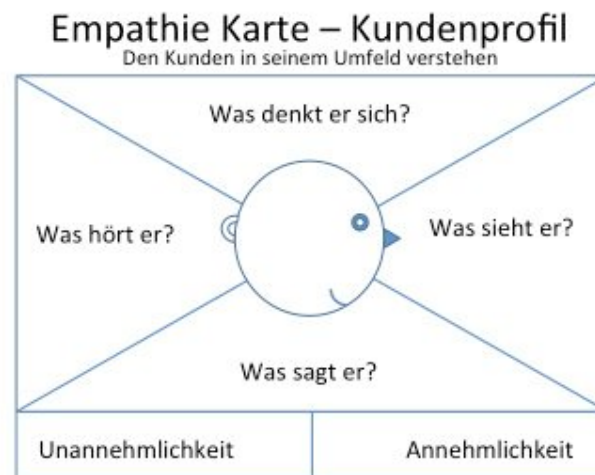 Empathie Karte – Kundenprofil
Den Kunden in seinem Umfeld verstehen
Was denkt er sich?
Was hört er?
Was sieht er?
Was sagt er?
Unannehmlichkeit
Annehmlichkeit